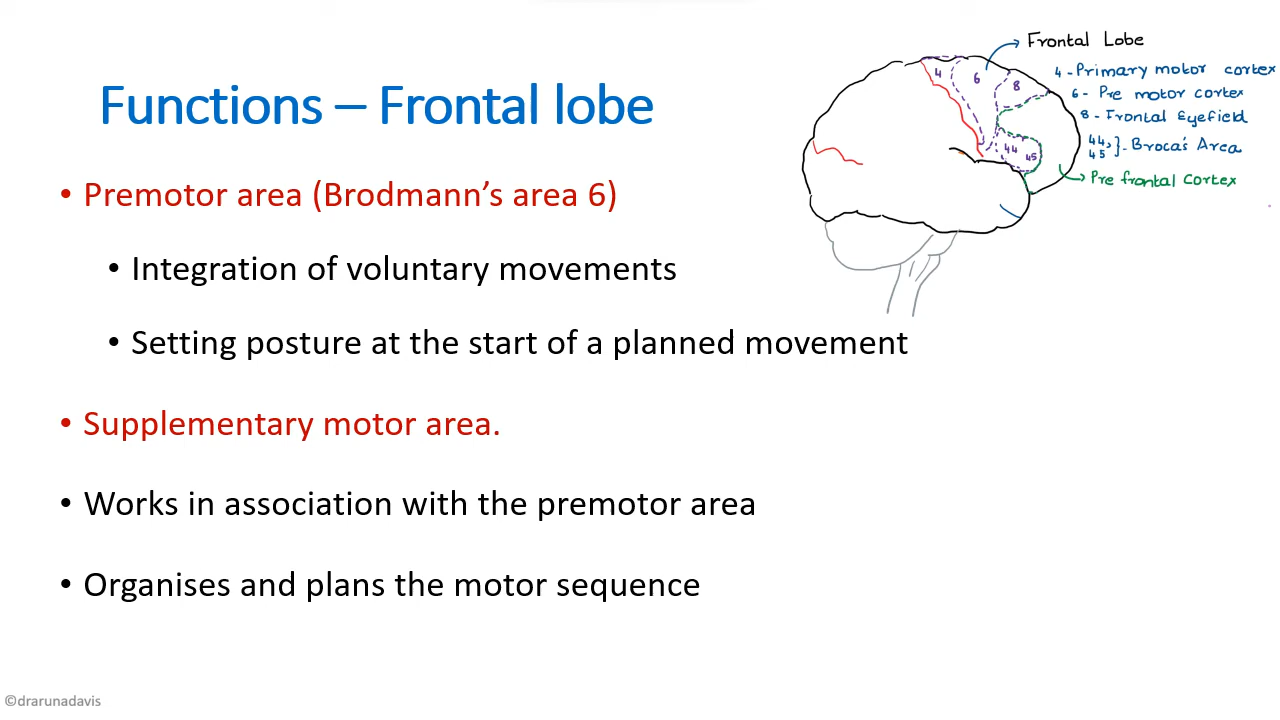 Functions – Frontal lobe
• Premotor area (Brodmann's area 6)
• Integration of voluntary movements
• Setting posture at the start of a planned movement
• Supplementary motor area.
• Works in association with the premotor area
• Organises and plans the motor sequence
Frontal Lobe
4 - Primary motor cortex
6 - Pre motor cortex
8 - Frontal Eyefield
44, 45 } - Broca's Area
Pre frontal Cortex
4
6
8
44
45
©drarunadavis